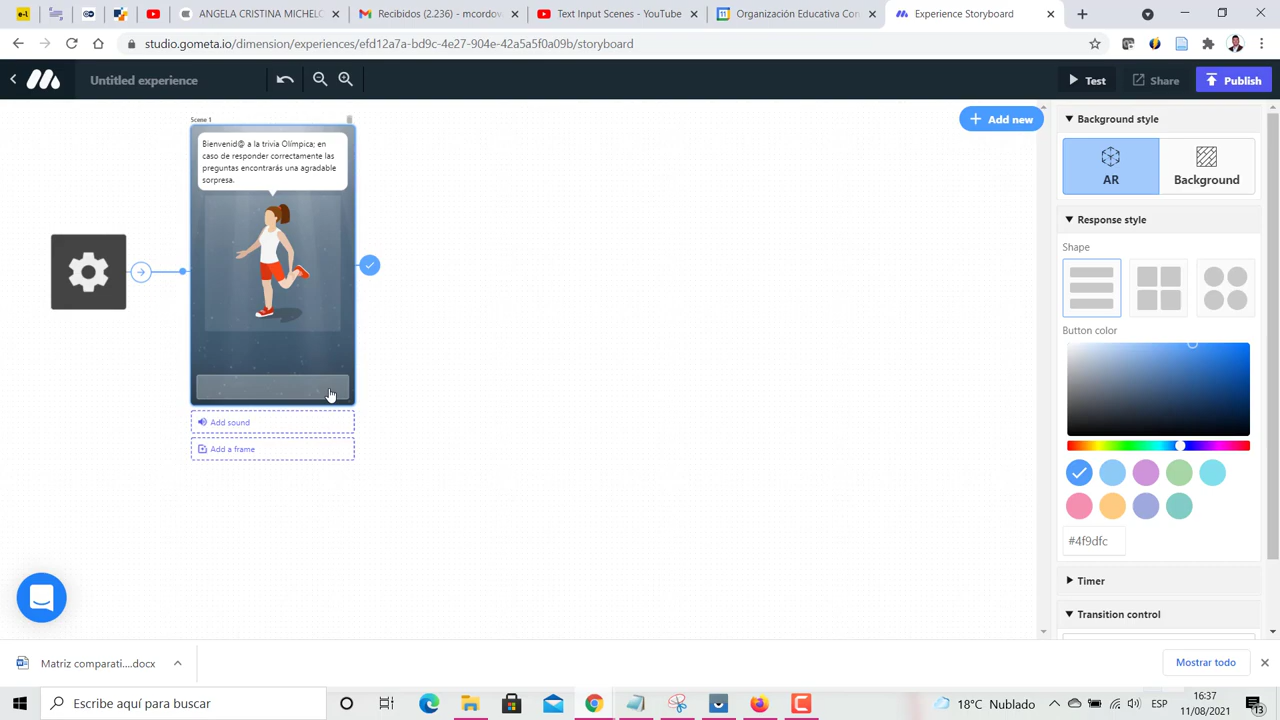 ANGELA CRISTINA MICHELC
Recibidos (2.236) - mcordov
Text Input Scenes - YouTube
Organización Educativa Con
Experience Storyboard
studio.gometa.io/dimension/experiences/efd12a7a-bd9c-4e27-904e-42a5a5f0a09b/storyboard
Untitled experience
Test
Share
Publish
Scene 1
Add new
Bienvenid@ a la trivia Olímpica; en
caso de responder correctamente las
preguntas encontrarás una agradable
sorpresa.
Add sound
Add a frame
Background style
AR
Background
Response style
Shape
Button color
#4f9dfc
Timer
Transition control
Matriz comparati....docx
Mostrar todo
Escribe aquí para buscar
18°C Nublado
ESP
16:37
11/08/2021
13